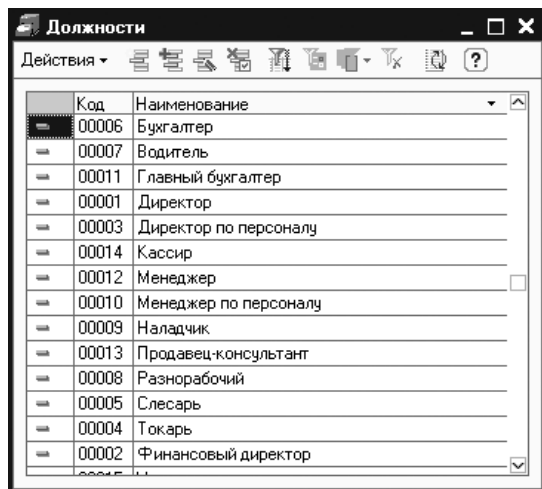 Должности
Действия
?
Код Наименование
00006 Бухгалтер
00007 Водитель
00011 Главный бухгалтер
00001 Директор
00003 Директор по персоналу
00014 Кассир
00012 Менеджер
00010 Менеджер по персоналу
00009 Наладчик
00013 Продавец-консультант
00008 Разнорабочий
00005 Слесарь
00004 Токарь
00002 Финансовый директор